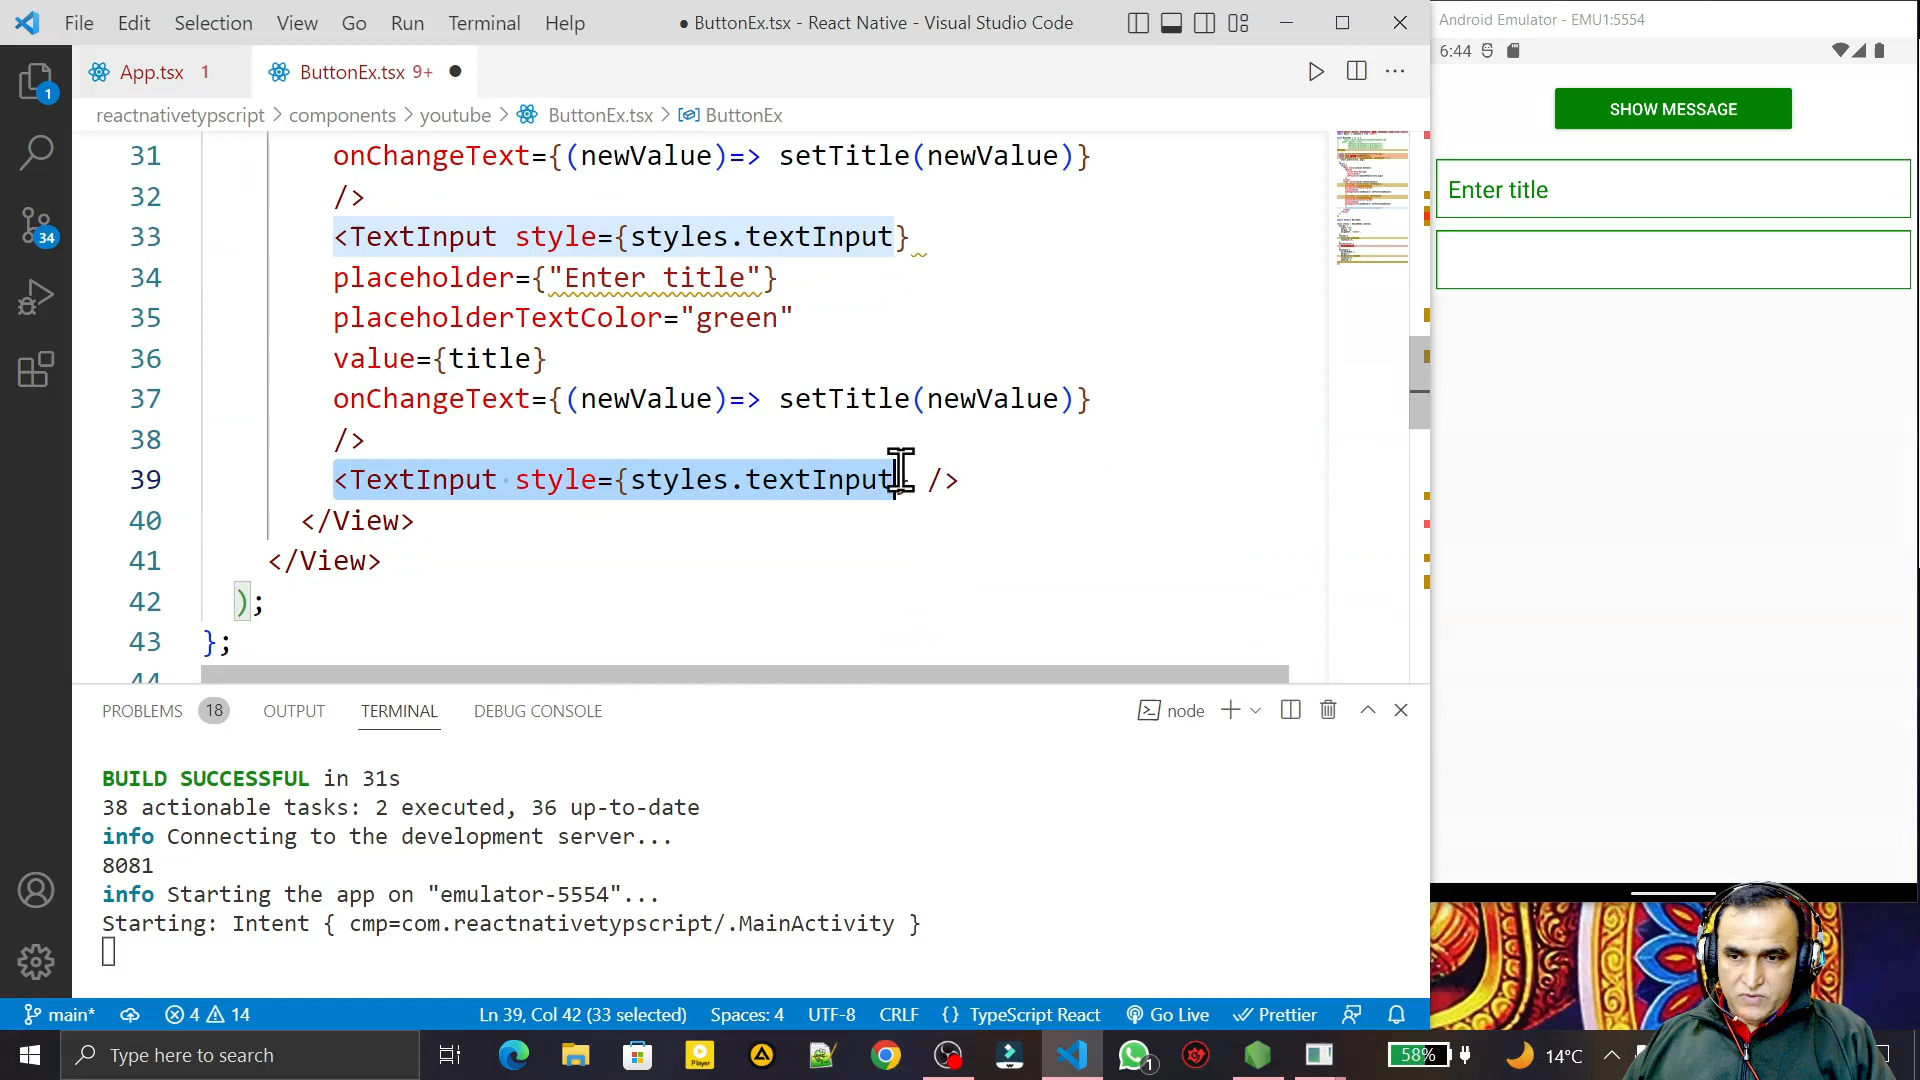 File Edit Selection View Go Run Terminal Help
● ButtonEx.tsx - React Native - Visual Studio Code
App.tsx 1
ButtonEx.tsx 9+ ●
reactnativetypscript > components > youtube > ButtonEx.tsx > ButtonEx
31 onChangeText={(newValue)=> setTitle(newValue)}
32 />
33 <TextInput style={styles.textInput}
34 placeholder={"Enter title"}
35 placeholderTextColor="green"
36 value={title}
37 onChangeText={(newValue)=> setTitle(newValue)}
38 />
39 <TextInput style={styles.textInput} />
40 </View>
41 </View>
42 );
43 };
44
PROBLEMS 18 OUTPUT TERMINAL DEBUG CONSOLE
node
BUILD SUCCESSFUL in 31s
38 actionable tasks: 2 executed, 36 up-to-date
info Connecting to the development server...
8081
info Starting the app on "emulator-5554"...
Starting: Intent { cmp=com.reactnativetypscript/.MainActivity }
1
34
main* 4 14 Ln 39, Col 42 (33 selected) Spaces: 4 UTF-8 CRLF {} TypeScript React Go Live Prettier
Type here to search
Player
1
58%
14°C
Android Emulator - EMU1:5554
6:44
SHOW MESSAGE
Enter title